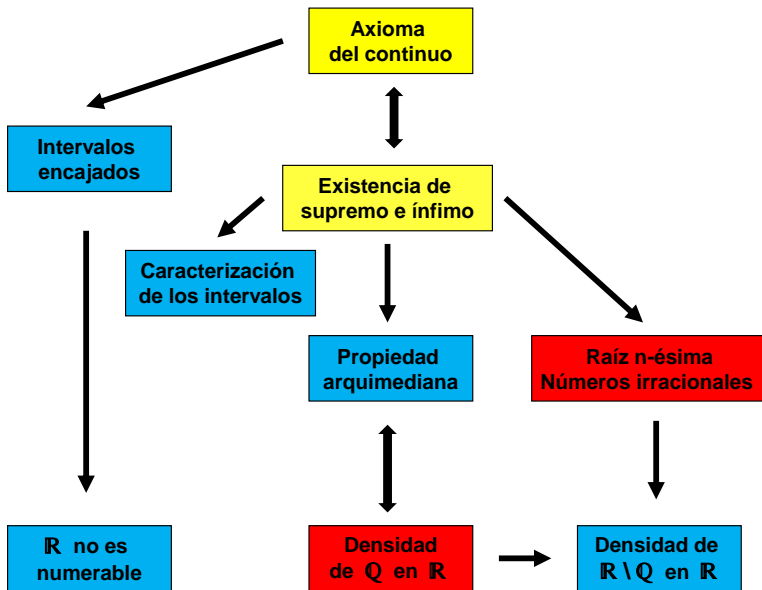 Axioma
del continuo
Intervalos
encajados
Existencia de
supremo e ínfimo
Caracterización
de los intervalos
Propiedad
arquimediana
Raíz n-ésima
Números irracionales
ℝ no es
numerable
Densidad
de ℚ en ℝ
Densidad de
ℝ \ ℚ en ℝ